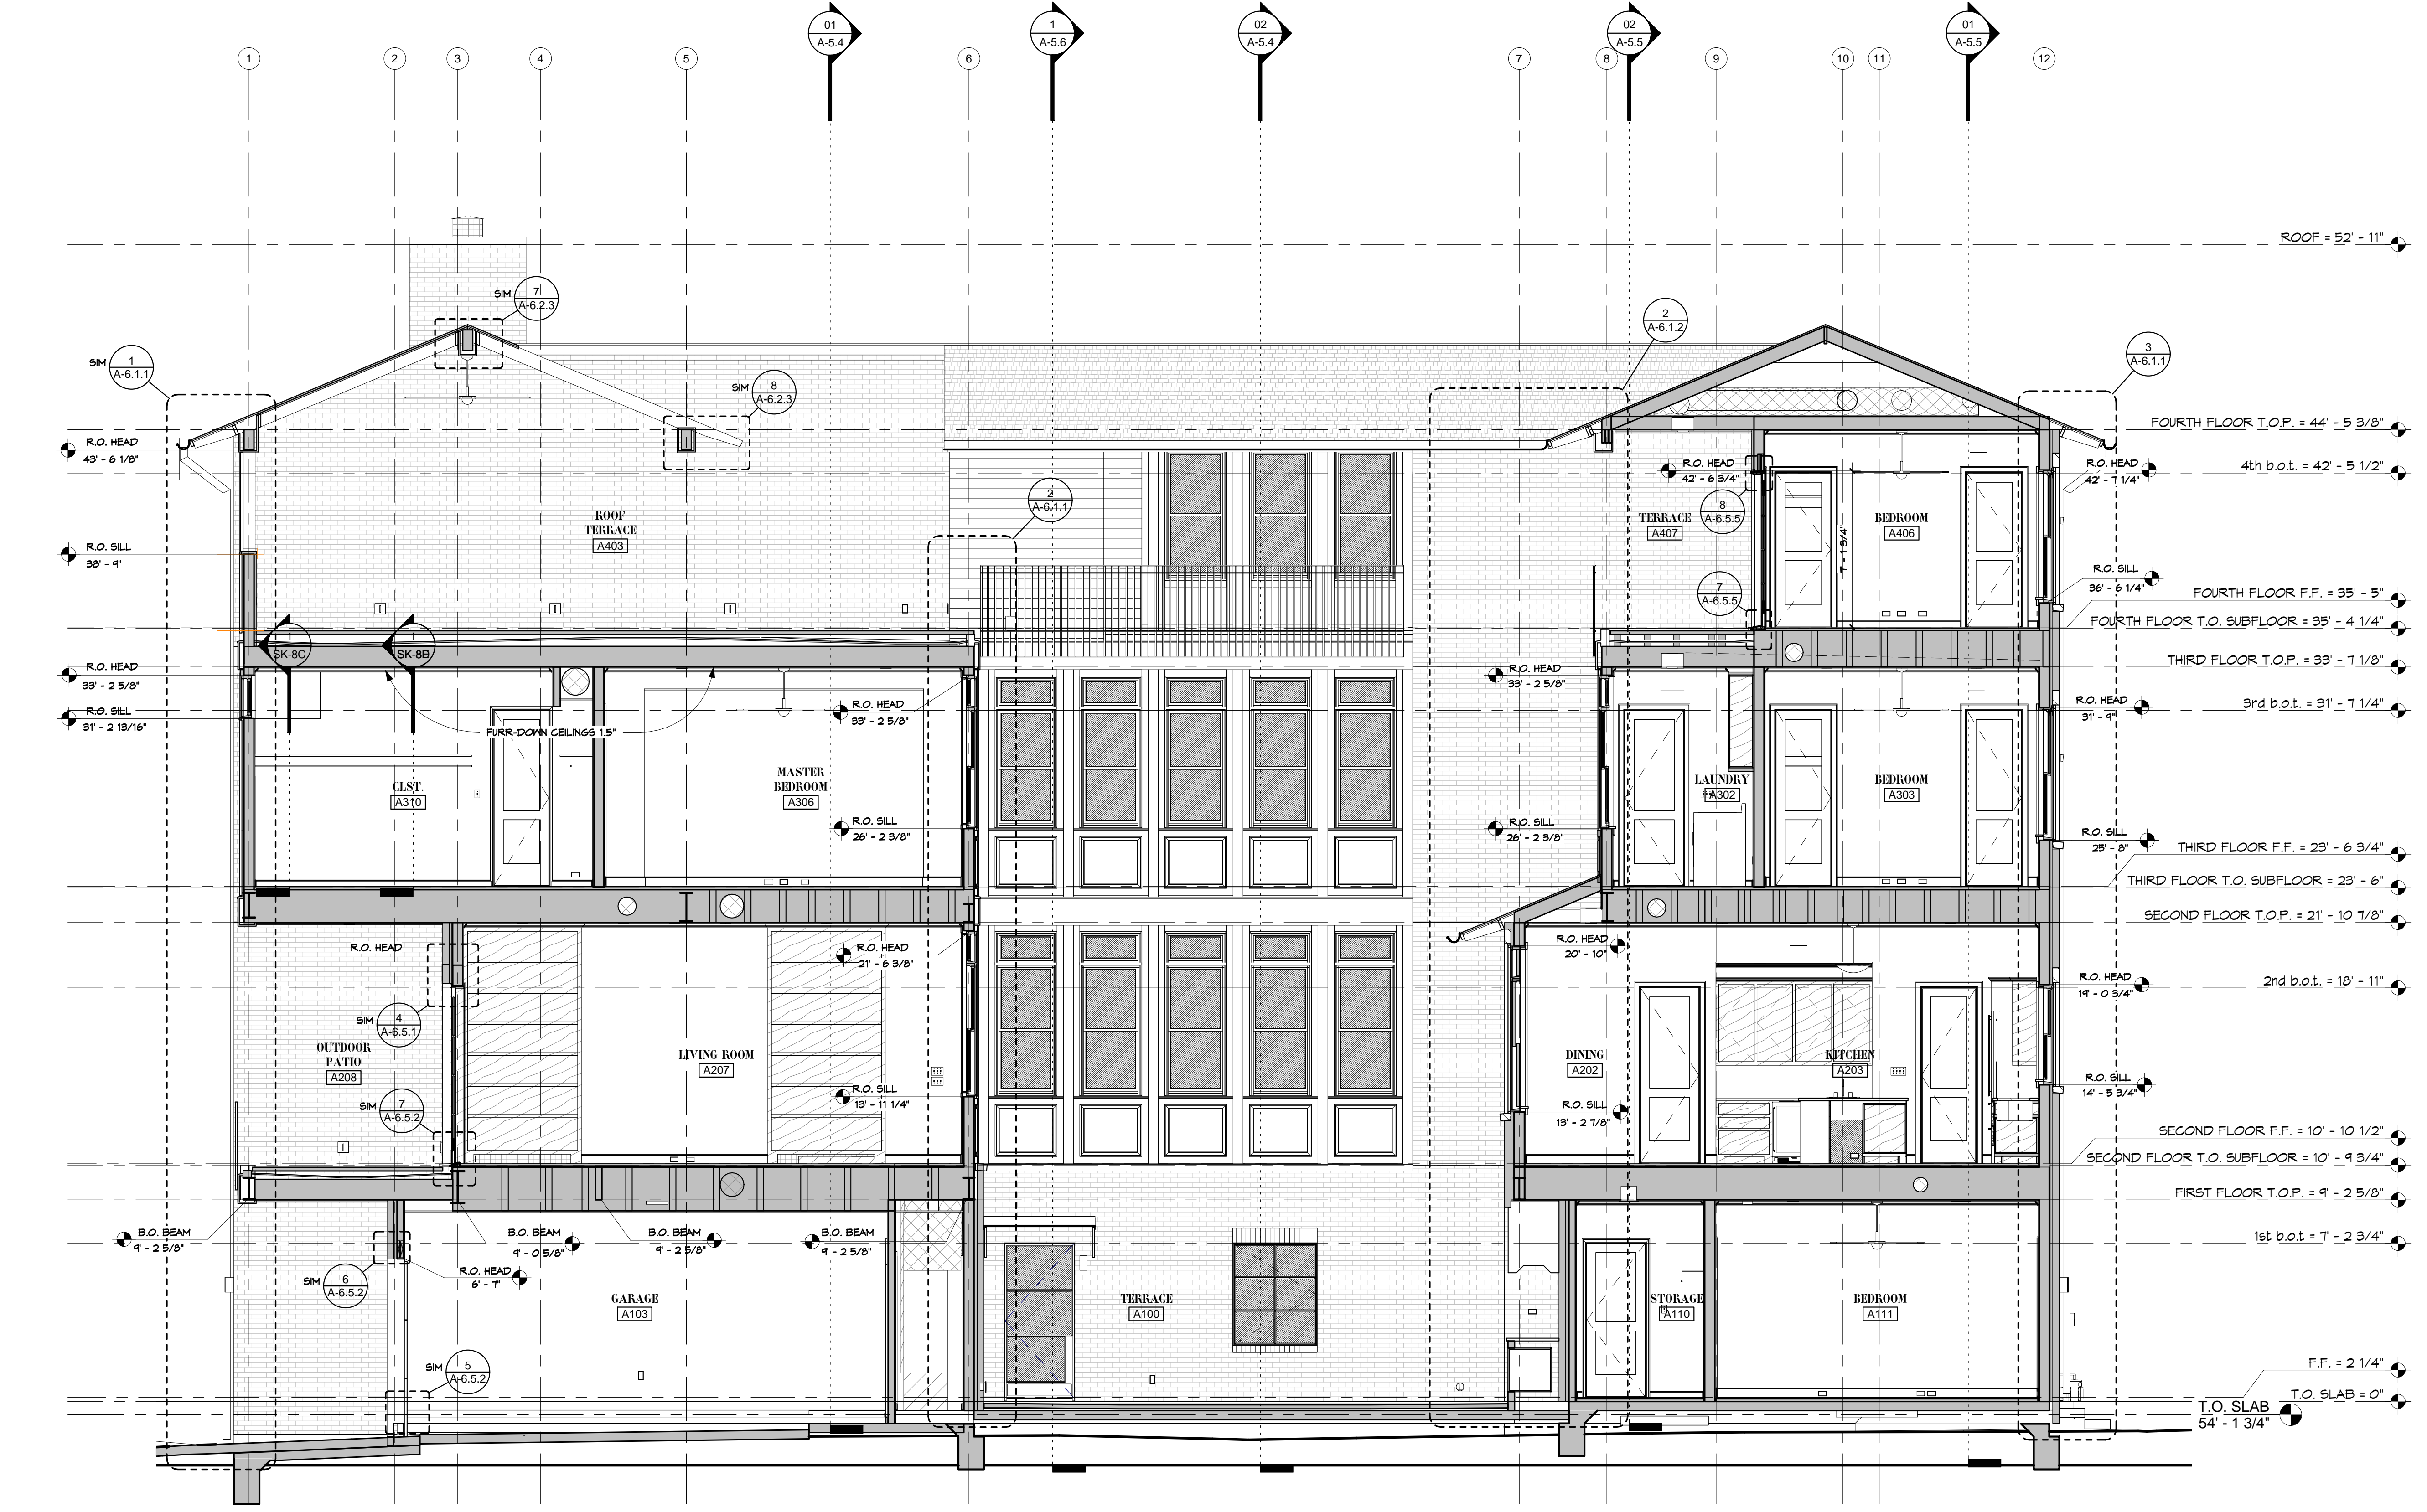 01
A-5.4
1
A-5.6
02
A-5.4
02
A-5.5
01
A-5.5
1
2
3
4
5
6
7
8
9
10
11
12
ROOF = 52' - 11"
SIM
7
A-6.2.3
2
A-6.1.2
SIM
1
A-6.1.1
3
A-6.1.1
SIM
8
A-6.2.3
FOURTH FLOOR T.O.P. = 44' - 5 3/8"
R.O. HEAD
43' - 6 1/8"
R.O. HEAD
42' - 6 3/4"
R.O. HEAD
42' - 7 1/4"
4th b.o.t. = 42' - 5 1/2"
2
A-6.1.1
8
A-6.5.5
ROOF
TERRACE
A403
TERRACE
A407
7' - 1 3/4"
BEDROOM
A406
R.O. SILL
38' - 9"
R.O. SILL
36' - 6 1/4"
7
A-6.5.5
FOURTH FLOOR F.F. = 35' - 5"
FOURTH FLOOR T.O. SUBFLOOR = 35' - 4 1/4"
1
SK-8C
1
SK-8B
THIRD FLOOR T.O.P. = 33' - 7 1/8"
R.O. HEAD
33' - 2 5/8"
R.O. HEAD
33' - 2 5/8"
R.O. HEAD
33' - 2 5/8"
R.O. HEAD
31' - 9"
3rd b.o.t. = 31' - 7 1/4"
R.O. SILL
31' - 2 13/16"
FURR-DOWN CEILINGS 1.5"
CLST.
A310
MASTER
BEDROOM
A306
LAUNDRY
A302
BEDROOM
A303
R.O. SILL
26' - 2 3/8"
R.O. SILL
26' - 2 3/8"
R.O. SILL
25' - 8"
THIRD FLOOR F.F. = 23' - 6 3/4"
THIRD FLOOR T.O. SUBFLOOR = 23' - 6"
SECOND FLOOR T.O.P. = 21' - 10 7/8"
R.O. HEAD
R.O. HEAD
21' - 6 3/8"
R.O. HEAD
20' - 10"
R.O. HEAD
19' - 0 3/4"
2nd b.o.t. = 18' - 11"
SIM
4
A-6.5.1
OUTDOOR
PATIO
A208
LIVING ROOM
A207
DINING
A202
KITCHEN
A203
R.O. SILL
13' - 11 1/4"
R.O. SILL
13' - 2 7/8"
R.O. SILL
14' - 5 3/4"
SIM
7
A-6.5.2
SECOND FLOOR F.F. = 10' - 10 1/2"
SECOND FLOOR T.O. SUBFLOOR = 10' - 9 3/4"
FIRST FLOOR T.O.P. = 9' - 2 5/8"
B.O. BEAM
9' - 2 5/8"
B.O. BEAM
9' - 0 5/8"
B.O. BEAM
9' - 2 5/8"
B.O. BEAM
9' - 2 5/8"
1st b.o.t = 7' - 2 3/4"
R.O. HEAD
6' - 7"
SIM
6
A-6.5.2
GARAGE
A103
TERRACE
A100
STORAGE
A110
BEDROOM
A111
SIM
5
A-6.5.2
F.F. = 2 1/4"
T.O. SLAB = 0"
T.O. SLAB
54' - 1 3/4"